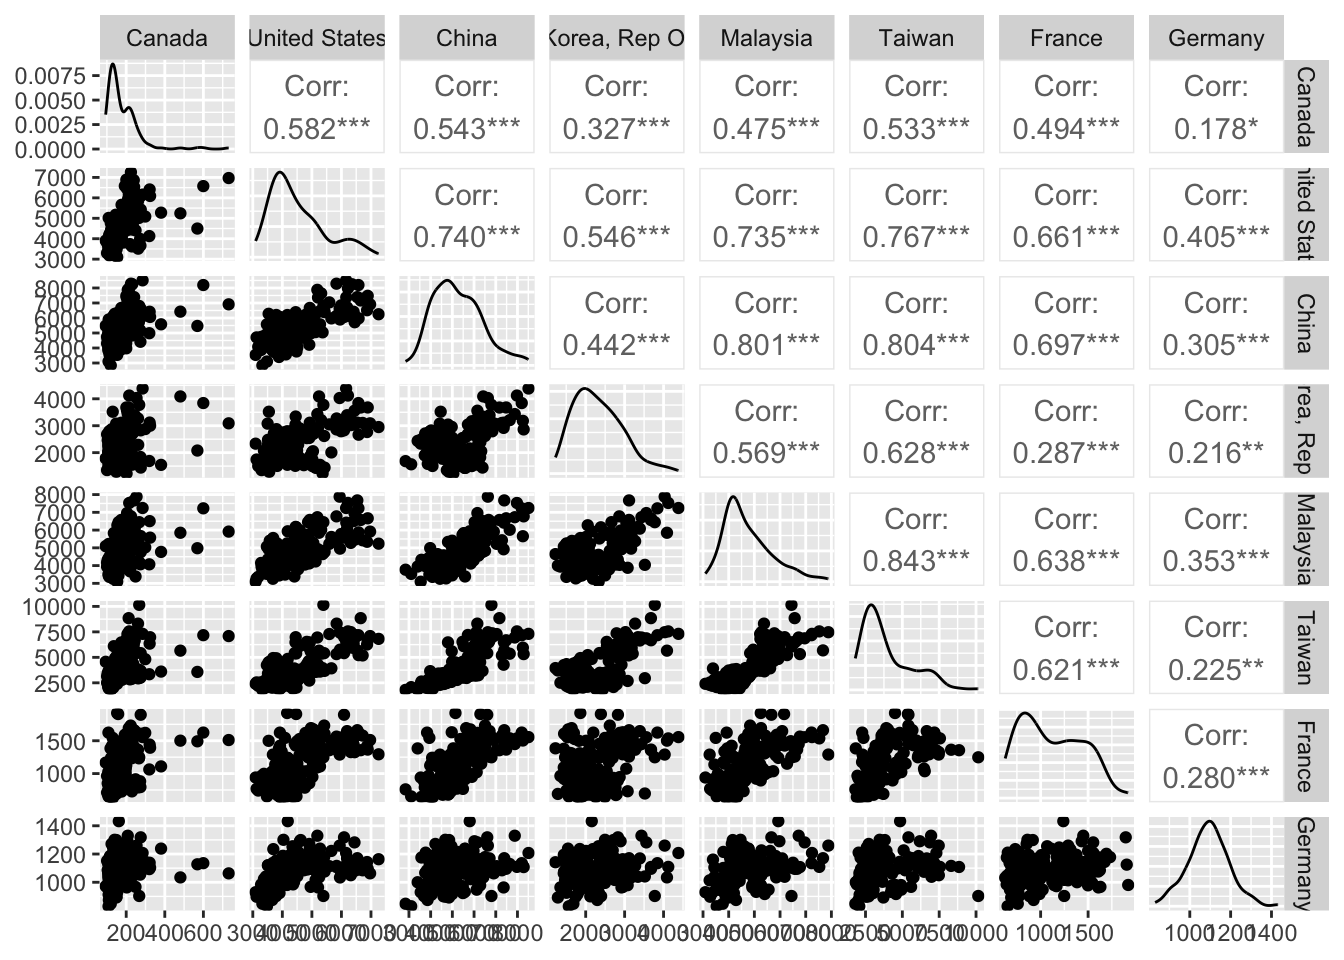 Canada United States China Korea, Rep O Malaysia Taiwan France Germany
0.0075
0.0050
0.0025
0.0000
Corr: Corr: Corr: Corr: Corr: Corr: Corr:
0.582*** 0.543*** 0.327*** 0.475*** 0.533*** 0.494*** 0.178*
Canada
7000
6000
5000
4000
3000
Corr: Corr: Corr: Corr: Corr: Corr:
0.740*** 0.546*** 0.735*** 0.767*** 0.661*** 0.405***
nited Stat
8000
7000
6000
5000
4000
3000
Corr: Corr: Corr: Corr: Corr:
0.442*** 0.801*** 0.804*** 0.697*** 0.305***
China
4000
3000
2000
Corr: Corr: Corr: Corr:
0.569*** 0.628*** 0.287*** 0.216**
rea, Rep
8000
7000
6000
5000
4000
3000
Corr: Corr: Corr:
0.843*** 0.638*** 0.353***
Malaysia
10000
7500
5000
2500
Corr: Corr:
0.621*** 0.225**
Taiwan
1500
1000
Corr:
0.280***
France
1400
1200
1000
Germany
200 400 600 3000 4000 5000 6000 7000 3000 4000 5000 6000 7000 8000 2000 3000 4000 3000 4000 5000 6000 7000 8000 2500 5000 7500 10000 1000 1500 1000 1200 1400